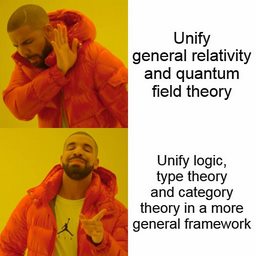 Unify
general relativity
and quantum
field theory
Unify logic,
type theory
and category
theory in a more
general framework